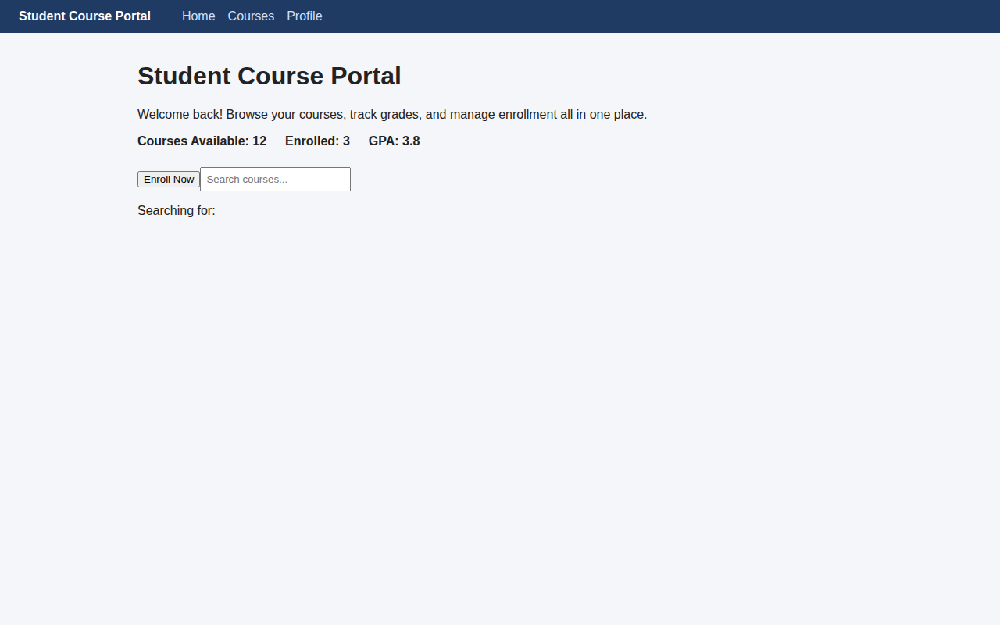 Student Course Portal Home Courses Profile
Student Course Portal
Welcome back! Browse your courses, track grades, and manage enrollment all in one place.
Courses Available: 12 Enrolled: 3 GPA: 3.8
Enroll Now Search courses...
Searching for: